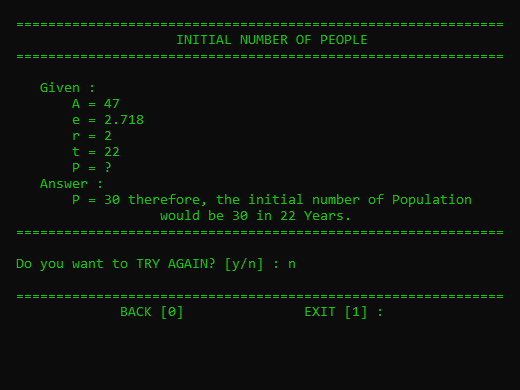 =============================================================
INITIAL NUMBER OF PEOPLE
=============================================================
Given :
A = 47
e = 2.718
r = 2
t = 22
P = ?
Answer :
P = 30 therefore, the initial number of Population
would be 30 in 22 Years.
=============================================================
Do you want to TRY AGAIN? [y/n] : n
=============================================================
BACK [0] EXIT [1] :